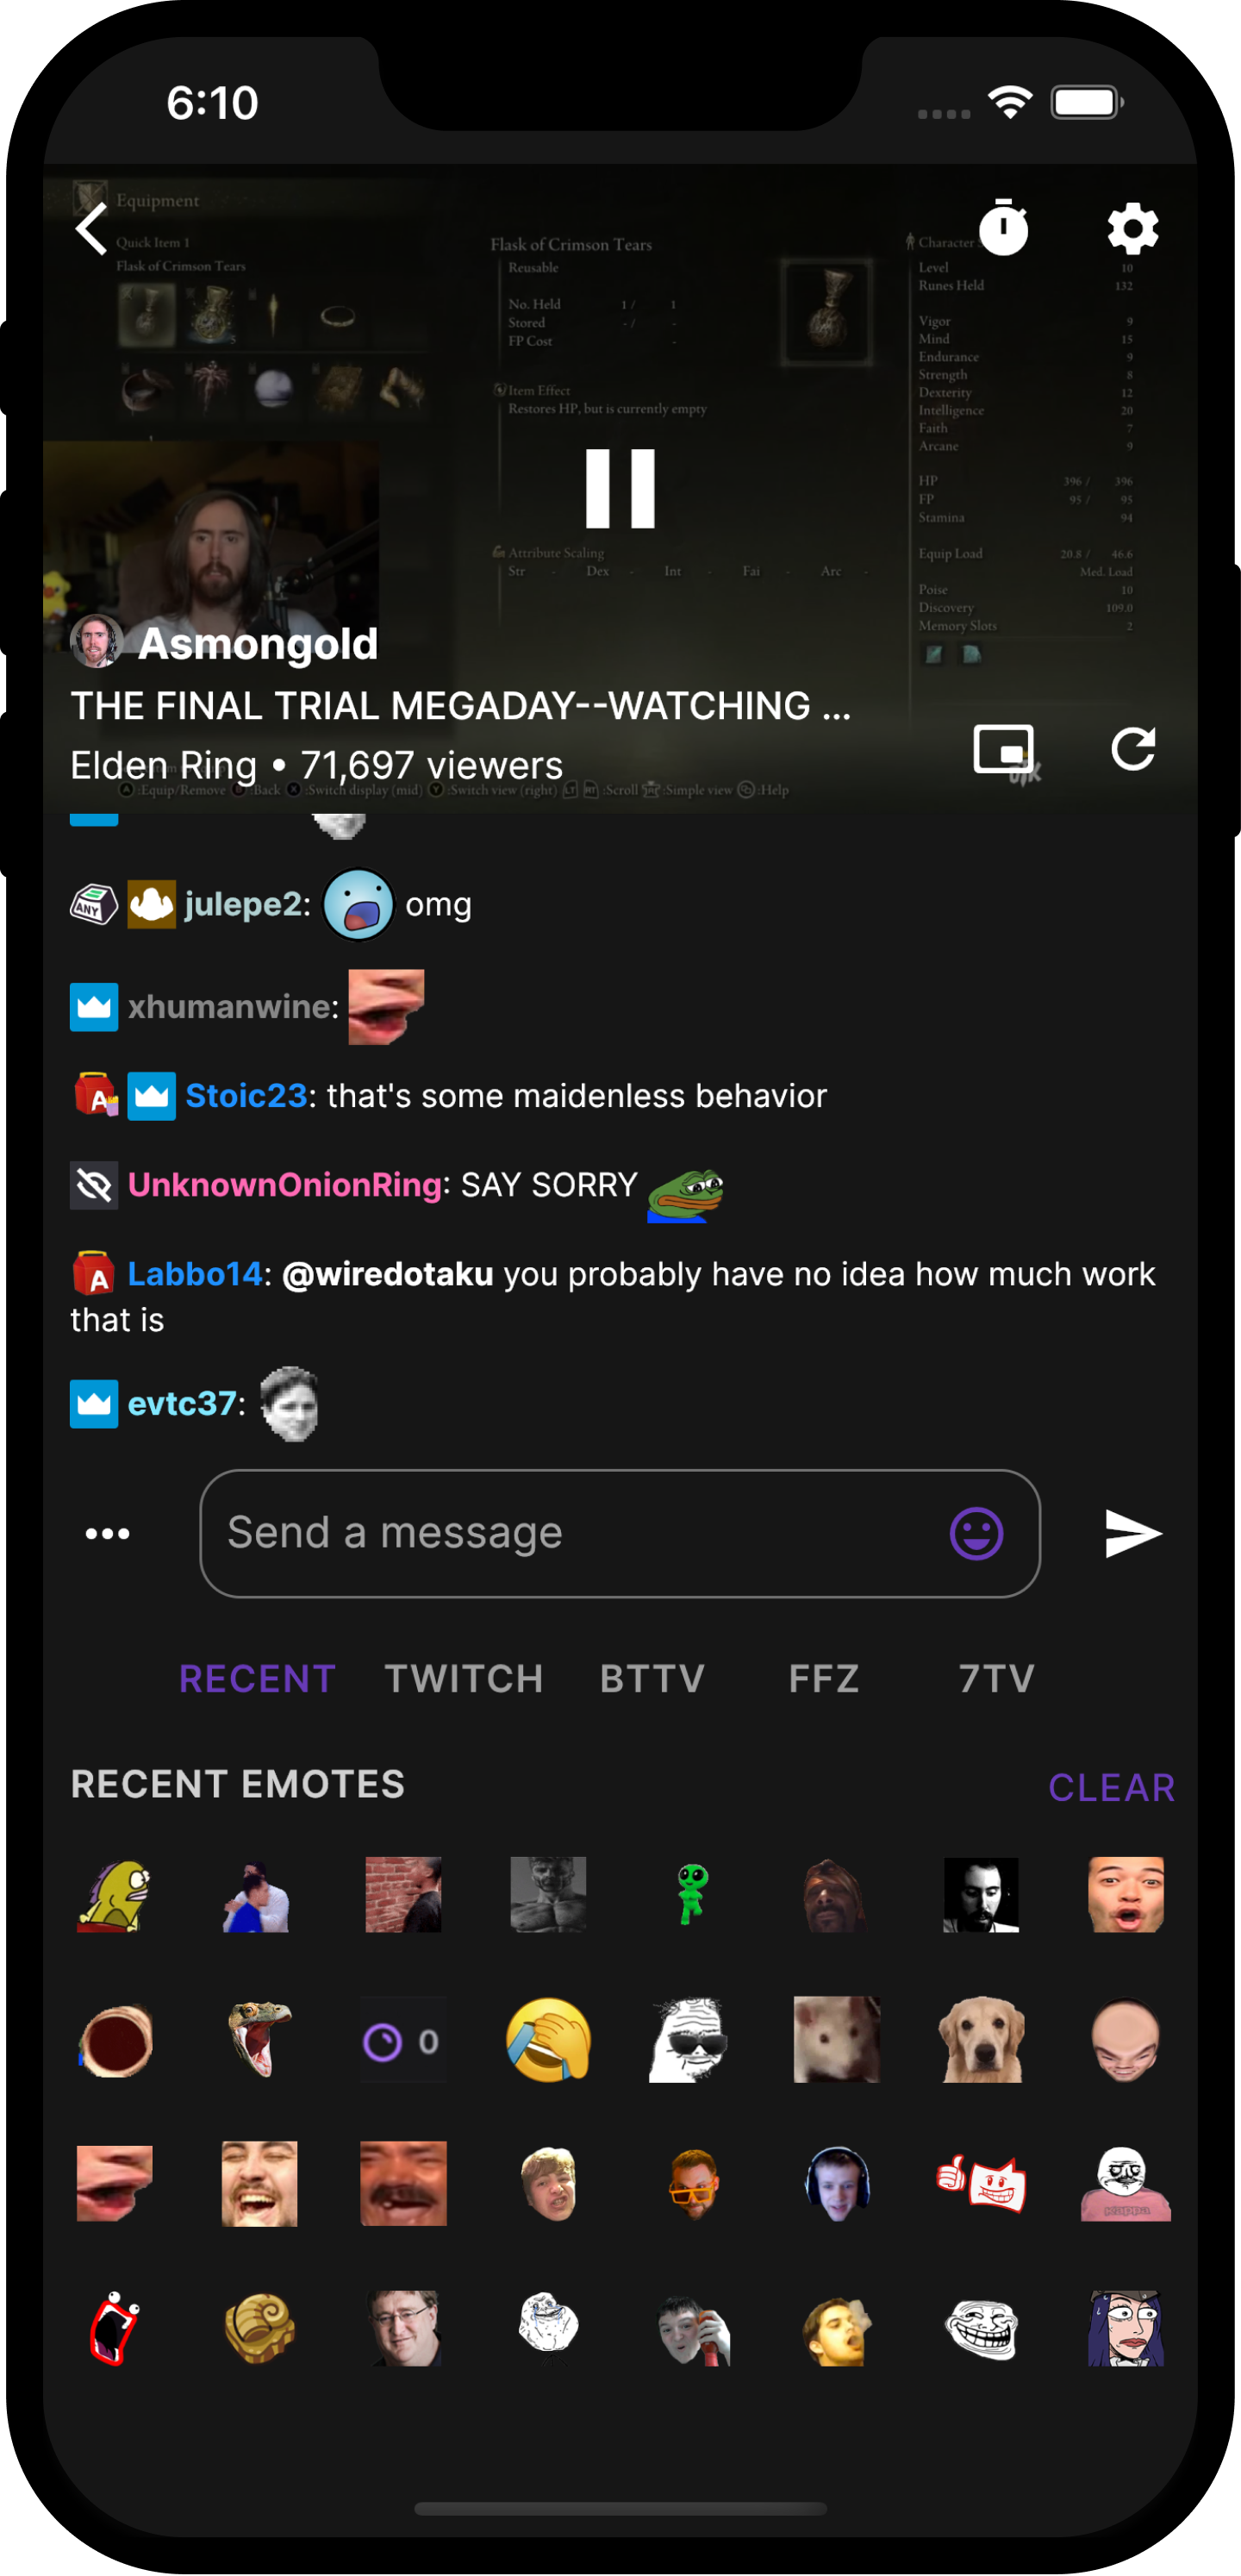 6:10
Equipment
Quick Item 1
Flask of Crimson Tears
Flask of Crimson Tears
Reusable
No. Held 1 / 1
Stored - / -
FP Cost -
Item Effect
Restores HP, but is currently empty
Attribute Scaling
Str - Dex - Int - Fai - Arc -
Character
Level 10
Runes Held 132
Vigor 9
Mind 15
Endurance 9
Strength 8
Dexterity 12
Intelligence 20
Faith 7
Arcane 9
HP 396 / 396
FP 95 / 95
Stamina 94
Equip Load 20.8 / 46.6
Med. Load
Poise 10
Discovery 109.0
Memory Slots 2
5
Asmongold
THE FINAL TRIAL MEGADAY--WATCHING ...
Elden Ring • 71,697 viewers
A :Equip/Remove :Back X :Switch display (mid) Y :Switch view (right) LT RT :Scroll :Simple view :Help
ANY julepe2: omg
xhumanwine:
A Stoic23: that's some maidenless behavior
UnknownOnionRing: SAY SORRY
A Labbo14: @wiredotaku you probably have no idea how much work
that is
evtc37:
Send a message
RECENT TWITCH BTTV FFZ 7TV
RECENT EMOTES CLEAR
0
kappa